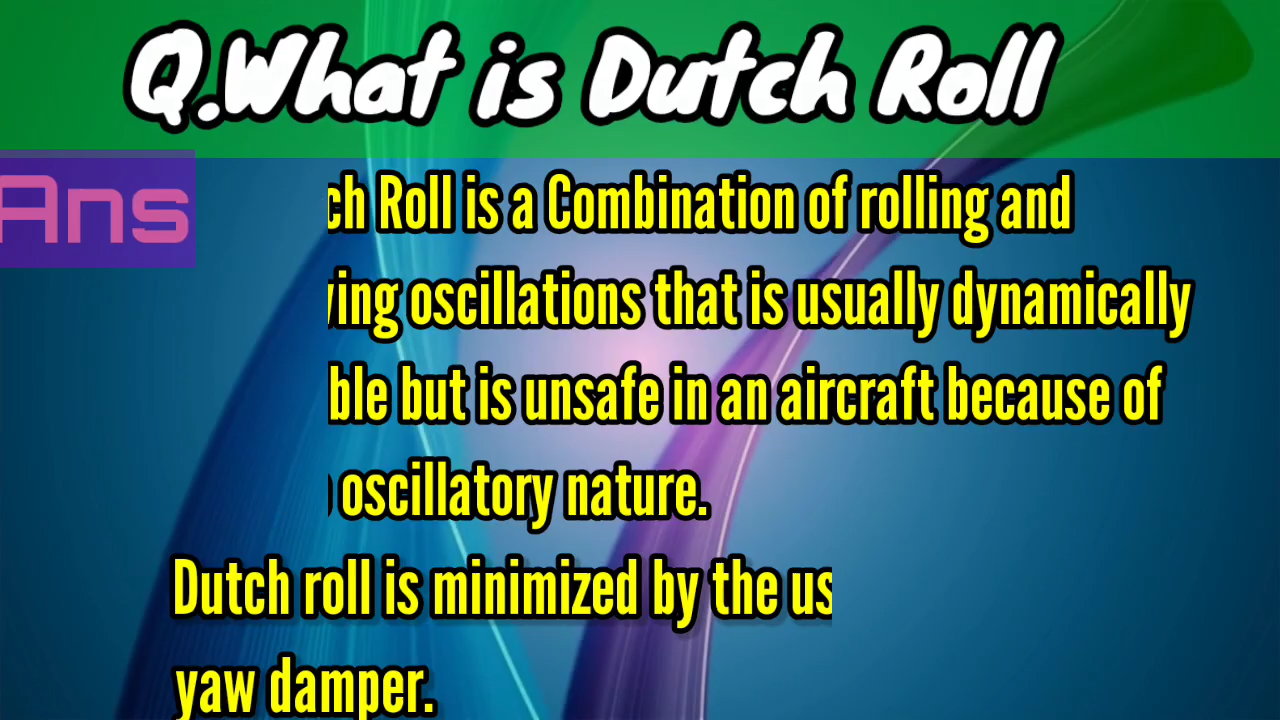 Q.What is Dutch Roll
Ans
ch Roll is a Combination of rolling and
ing oscillations that is usually dynamically
ble but is unsafe in an aircraft because of
oscillatory nature.
Dutch roll is minimized by the us
yaw damper.